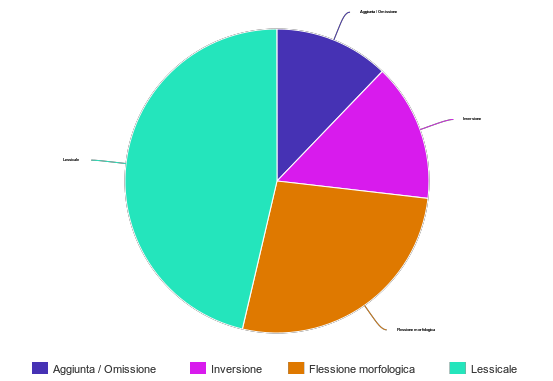 Aggiunta / Omissione
Inversione
Lessicale
Flessione morfologica
Aggiunta / Omissione Inversione Flessione morfologica Lessicale